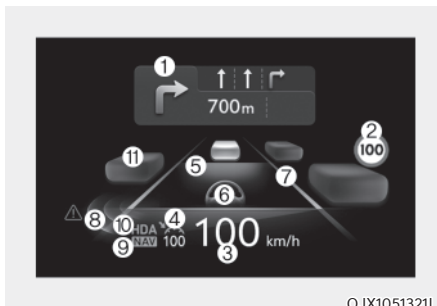 ①
700m
②
100
⑪
⑤
⑦
⑥
⑧
④
⑩ HDA
⑨ NAV 100 100 km/h
③
OJX1051321L